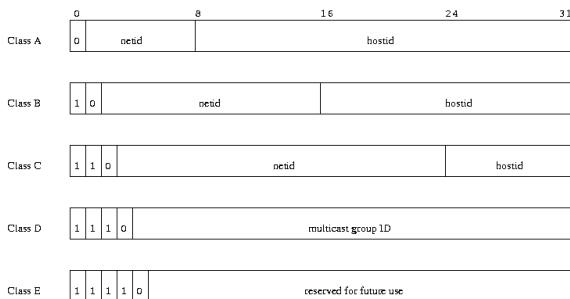 0 8 16 24 31
Class A 0 netid hostid
Class B 1 0 netid hostid
Class C 1 1 0 netid hostid
Class D 1 1 1 0 multicast group ID
Class E 1 1 1 1 0 reserved for future use